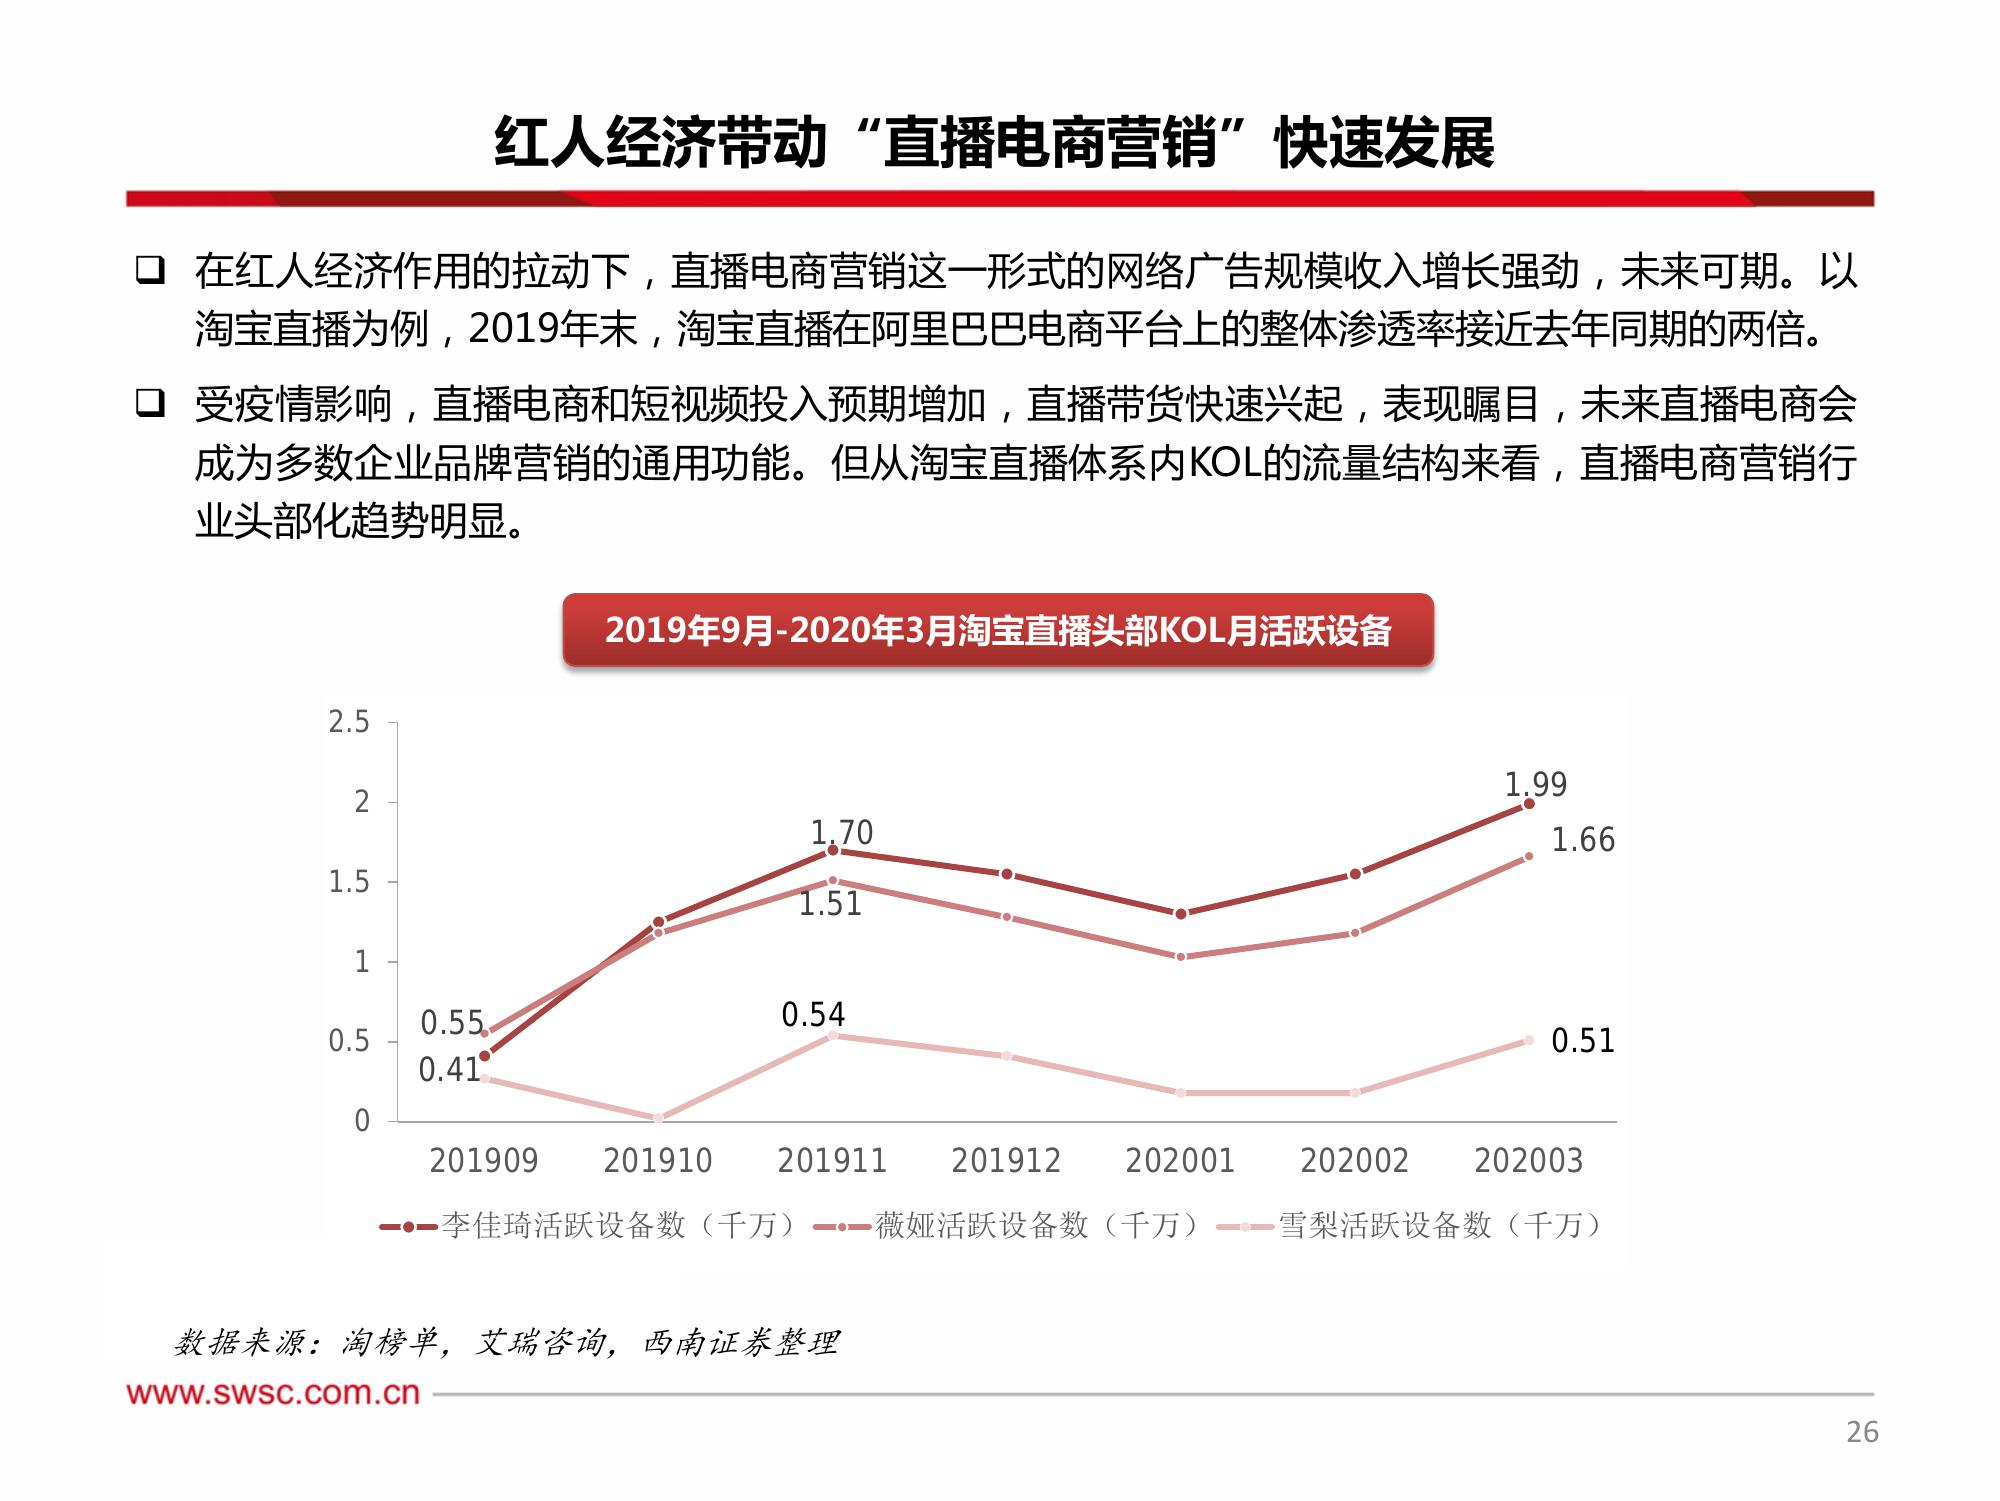 红人经济带动“直播电商营销”快速发展
在红人经济作用的拉动下，直播电商营销这一形式的网络广告规模收入增长强劲，未来可期。以
淘宝直播为例，2019年末，淘宝直播在阿里巴巴电商平台上的整体渗透率接近去年同期的两倍。
受疫情影响，直播电商和短视频投入预期增加，直播带货快速兴起，表现瞩目，未来直播电商会
成为多数企业品牌营销的通用功能。但从淘宝直播体系内KOL的流量结构来看，直播电商营销行
业头部化趋势明显。
2019年9月-2020年3月淘宝直播头部KOL月活跃设备
2.5
2
1.5
1
0.5
0
0.55
0.41
1.70
1.51
0.54
1.99
1.66
0.51
201909 201910 201911 201912 202001 202002 202003
李佳琦活跃设备数（千万） 薇娅活跃设备数（千万） 雪梨活跃设备数（千万）
数据来源：淘榜单，艾瑞咨询，西南证券整理
www.swsc.com.cn
26